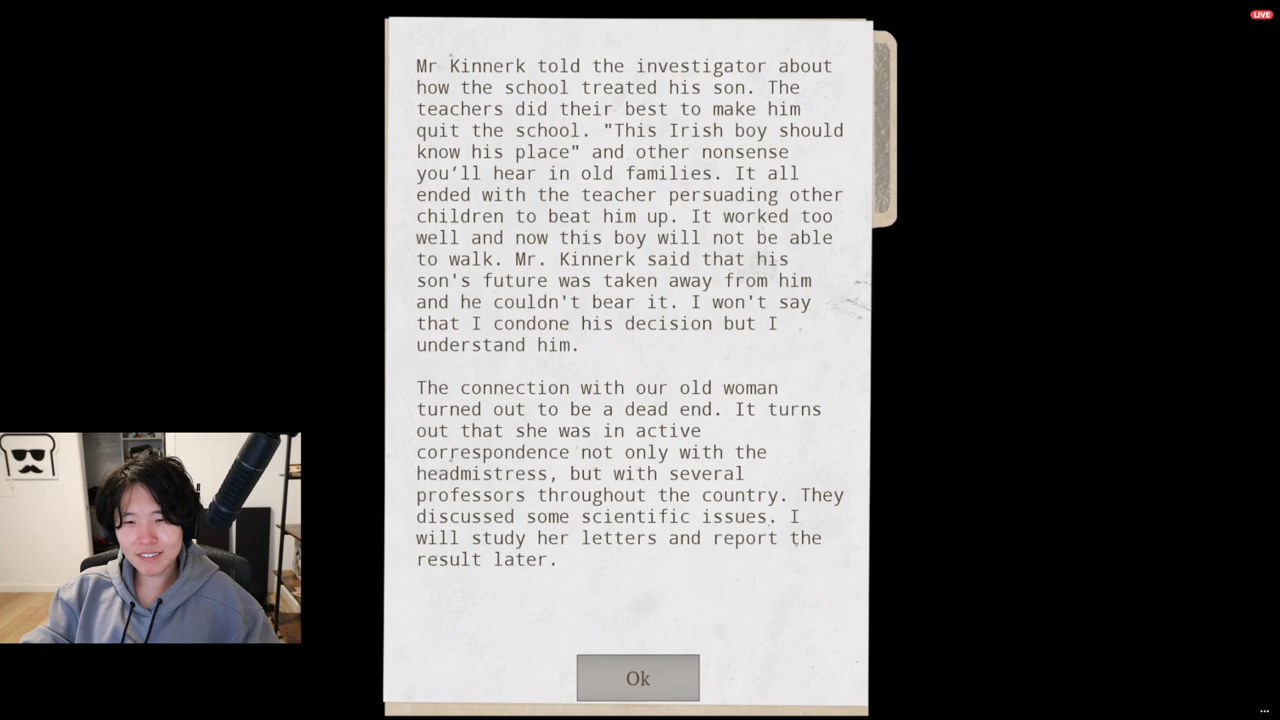 LIVE
Mr Kinnerk told the investigator about
how the school treated his son. The
teachers did their best to make him
quit the school. "This Irish boy should
know his place" and other nonsense
you’ll hear in old families. It all
ended with the teacher persuading other
children to beat him up. It worked too
well and now this boy will not be able
to walk. Mr. Kinnerk said that his
son's future was taken away from him
and he couldn't bear it. I won't say
that I condone his decision but I
understand him.
The connection with our old woman
turned out to be a dead end. It turns
out that she was in active
correspondence not only with the
headmistress, but with several
professors throughout the country. They
discussed some scientific issues. I
will study her letters and report the
result later.
Ok